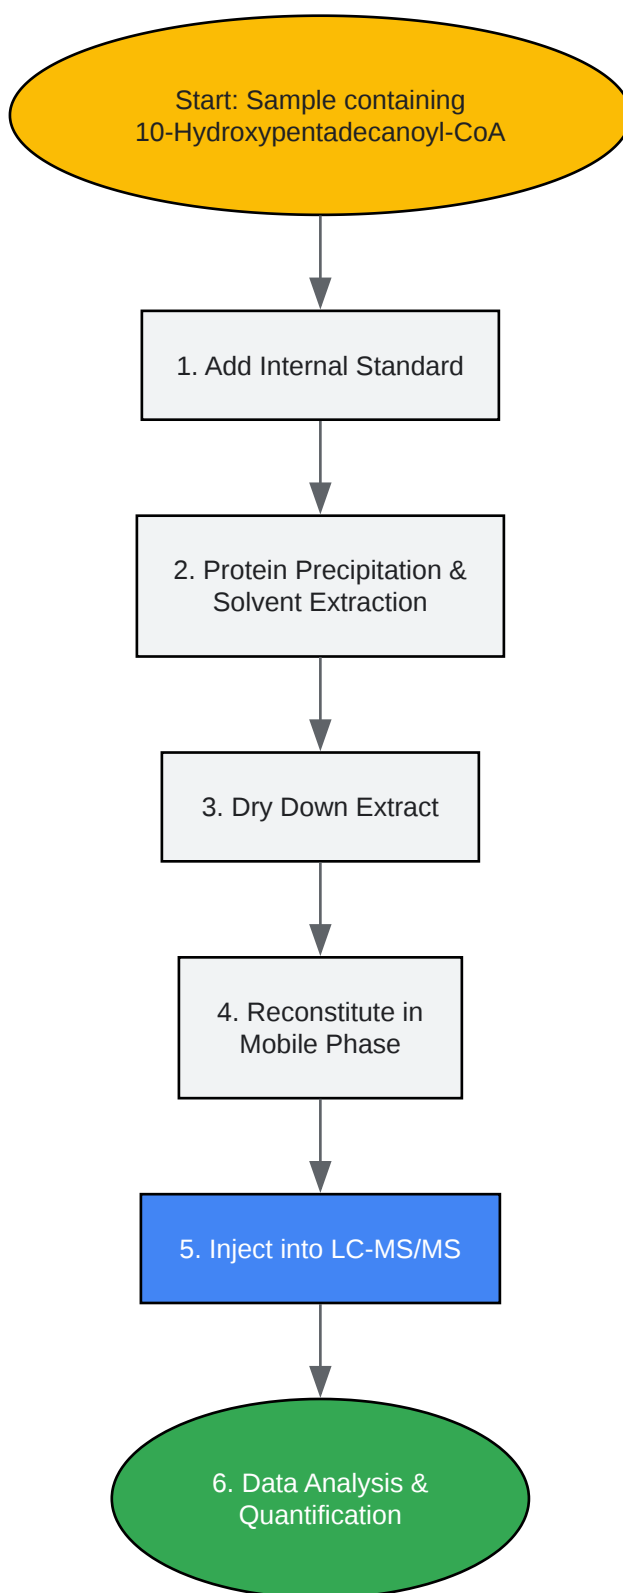 Start: Sample containing
10-Hydroxypentadecanoyl-CoA
1. Add Internal Standard
2. Protein Precipitation &
Solvent Extraction
3. Dry Down Extract
4. Reconstitute in
Mobile Phase
5. Inject into LC-MS/MS
6. Data Analysis &
Quantification